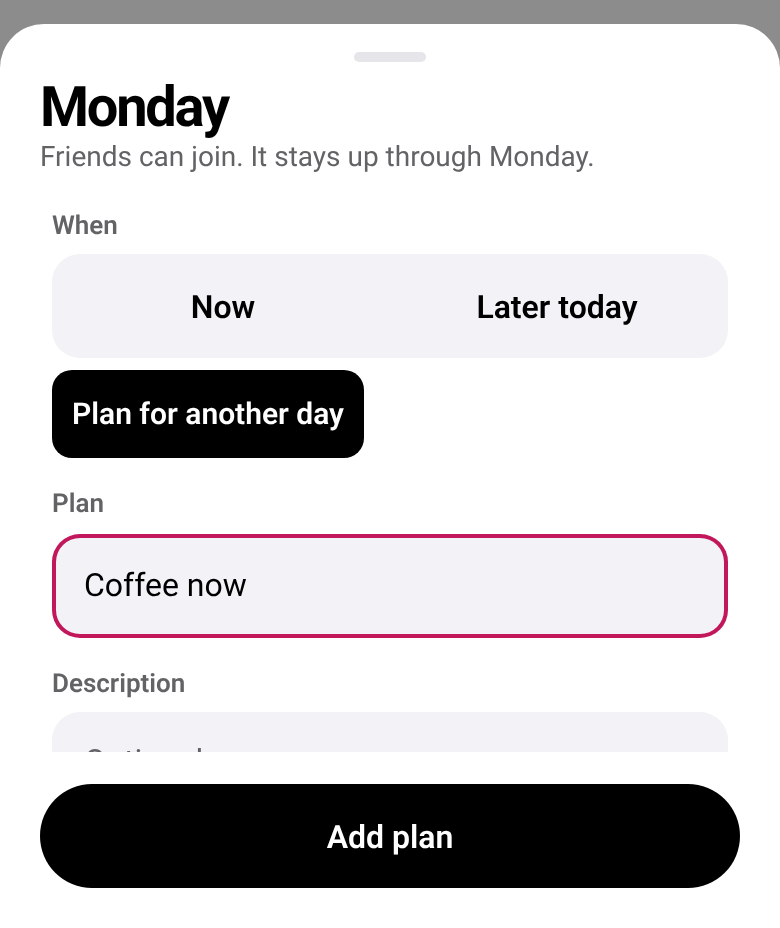 Monday
Friends can join. It stays up through Monday.
When
Now
Later today
Plan for another day
Plan
Coffee now
Description
Add plan